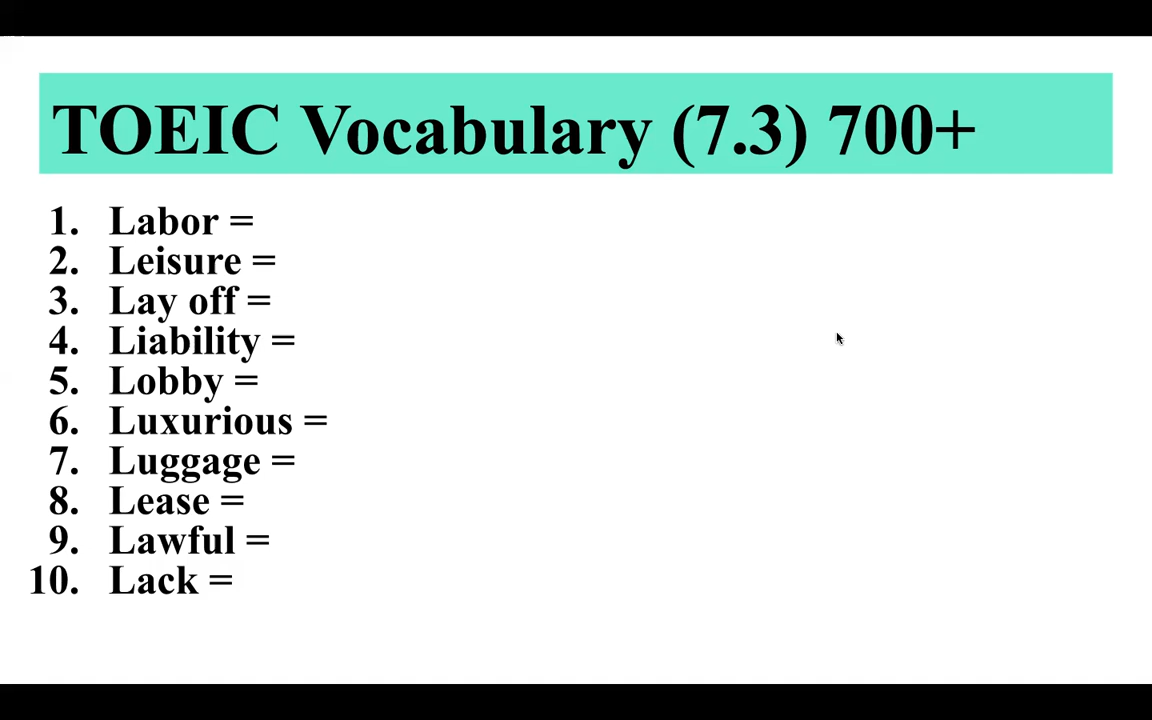 TOEIC Vocabulary (7.3) 700+
1. Labor =
2. Leisure =
3. Lay off =
4. Liability =
5. Lobby =
6. Luxurious =
7. Luggage =
8. Lease =
9. Lawful =
10. Lack =